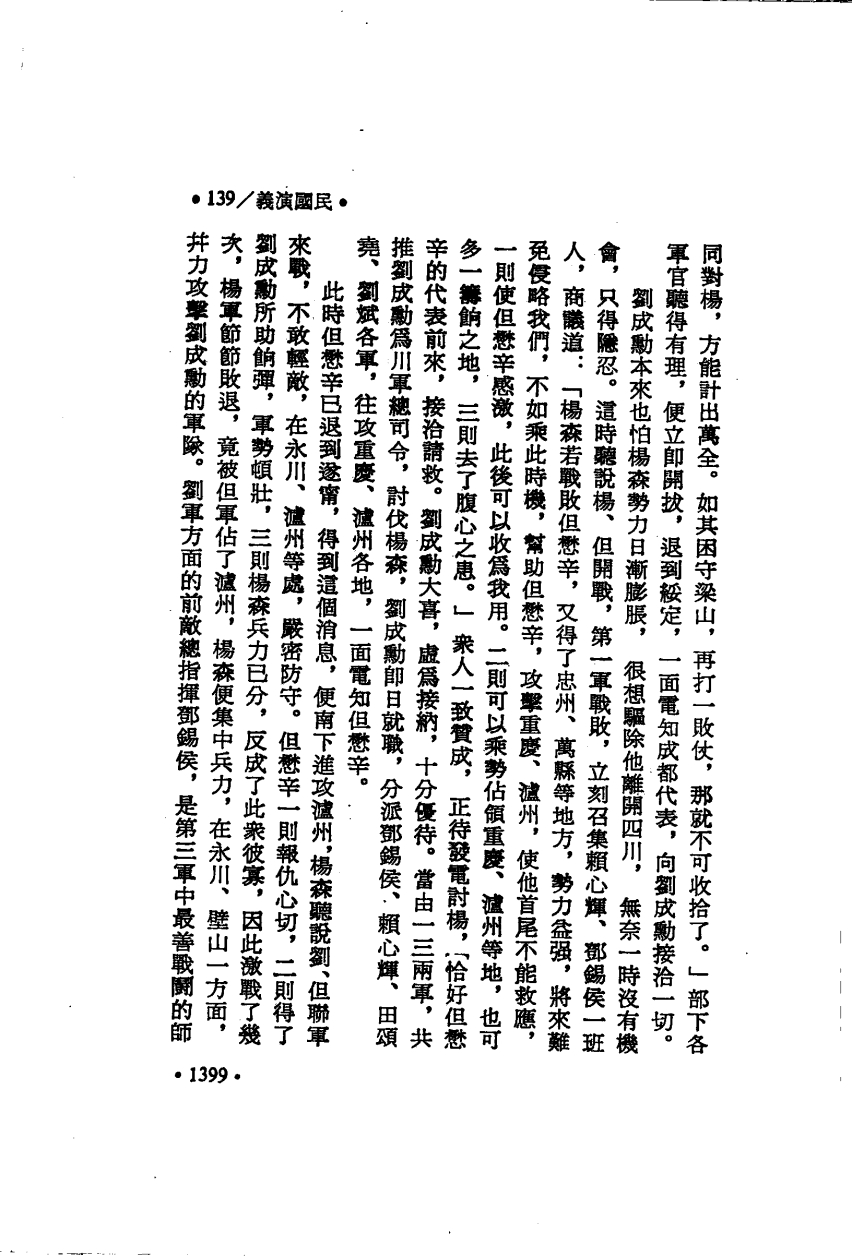 •139／義演國民•
同對楊，方能計出萬全。如其困守梁山，再打一敗仗，那就不可收拾了。」部下各
軍官聽得有理，便立卽開拔，退到綏定，一面電知成都代表，向劉成勳接洽一切。
劉成勳本來也怕楊森勢力日漸膨脹，很想驅除他離開四川，無奈一時沒有機
會，只得隱忍。這時聽說楊、但開戰，第一軍戰敗，立刻召集賴心輝、鄧錫侯一班
人，商議道：「楊森若戰敗但懋辛，又得了忠州、萬縣等地方，勢力益强，將來難
免侵略我們，不如乘此時機，幫助但懋辛，攻擊重慶、瀘州，使他首尾不能救應，
一則使但懋辛感激，此後可以收爲我用。二則可以乘勢佔領重慶、瀘州等地，也可
多一籌餉之地，三則去了腹心之患。」衆人一致贊成，正待發電討楊，恰好但懋
辛的代表前來，接洽請救。劉成勳大喜，虛爲接納，十分優待。當由一三兩軍，共
推劉成勳爲川軍總司令，討伐楊森，劉成勳卽日就職，分派鄧錫侯、賴心輝、田頌
堯、劉斌各軍，往攻重慶、瀘州各地，一面電知但懋辛。
此時但懋辛已退到遂甯，得到這個消息，便南下進攻瀘州，楊森聽說劉、但聯軍
來戰，不敢輕敵，在永川、瀘州等處，嚴密防守。但懋辛一則報仇心切，二則得了
劉成勳所助餉彈，軍勢頓壯，三則楊森兵力已分，反成了此衆彼寡，因此激戰了幾
次，楊軍節節敗退，竟被但軍佔了瀘州，楊森便集中兵力，在永川、壁山一方面，
幷力攻擊劉成勳的軍隊。劉軍方面的前敵總指揮鄧錫侯，是第三軍中最善戰鬪的師
•1399•